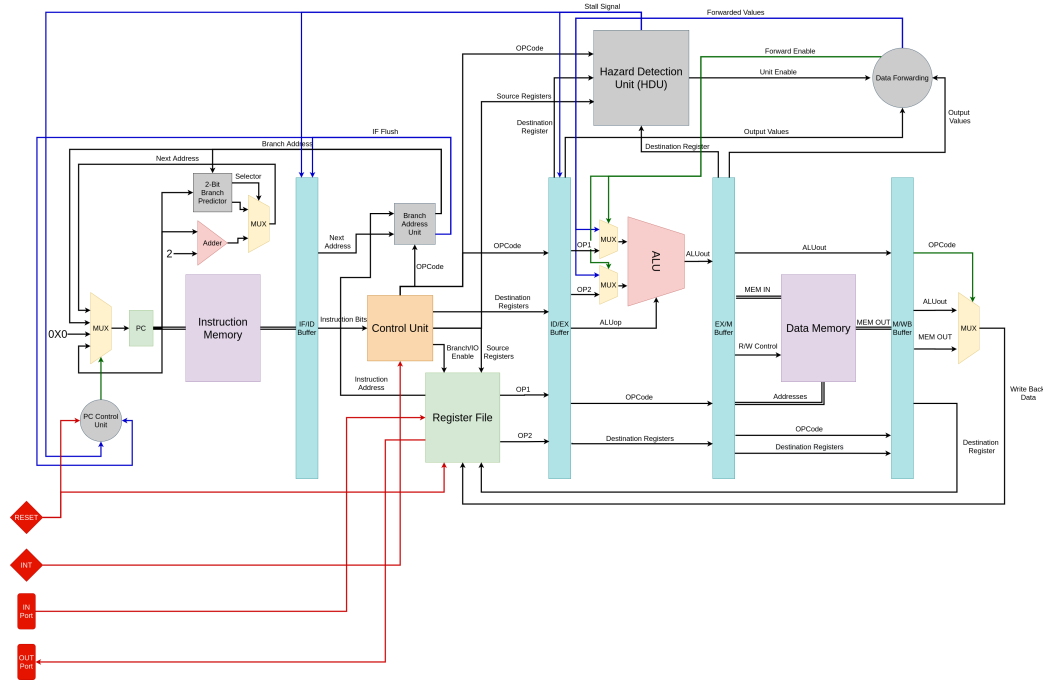 Stall Signal
Forwarded Values
OPCode
Hazard Detection
Unit (HDU)
Forward Enable
Unit Enable
Data Forwarding
Source Registers
Destination
Register
Output
Values
Output Values
IF Flush
Branch Address
Destination Register
Next Address
2-Bit
Branch
Predictor
Selector
MUX
Adder
2
Branch
Address
Unit
Next
Address
OPCode
OPCode
OP1
MUX
ALU
ALUout
ALUout
OPCode
MUX
OP2
MEM IN
Destination
Registers
ALUout
0X0
MUX
PC
Instruction
Memory
IF/ID
Buffer
Instruction Bits
Control Unit
ID/EX
Buffer
ALUop
EX/M
Buffer
Data Memory
MEM OUT
M/WB
Buffer
MUX
MEM OUT
R/W Control
Branch/IO
Enable
Source
Registers
Instruction
Address
OP1
OPCode
Addresses
Write Back
Data
PC Control
Unit
Register File
OP2
Destination Registers
OPCode
Destination Registers
Destination
Register
RESET
INT
IN
Port
OUT
Port